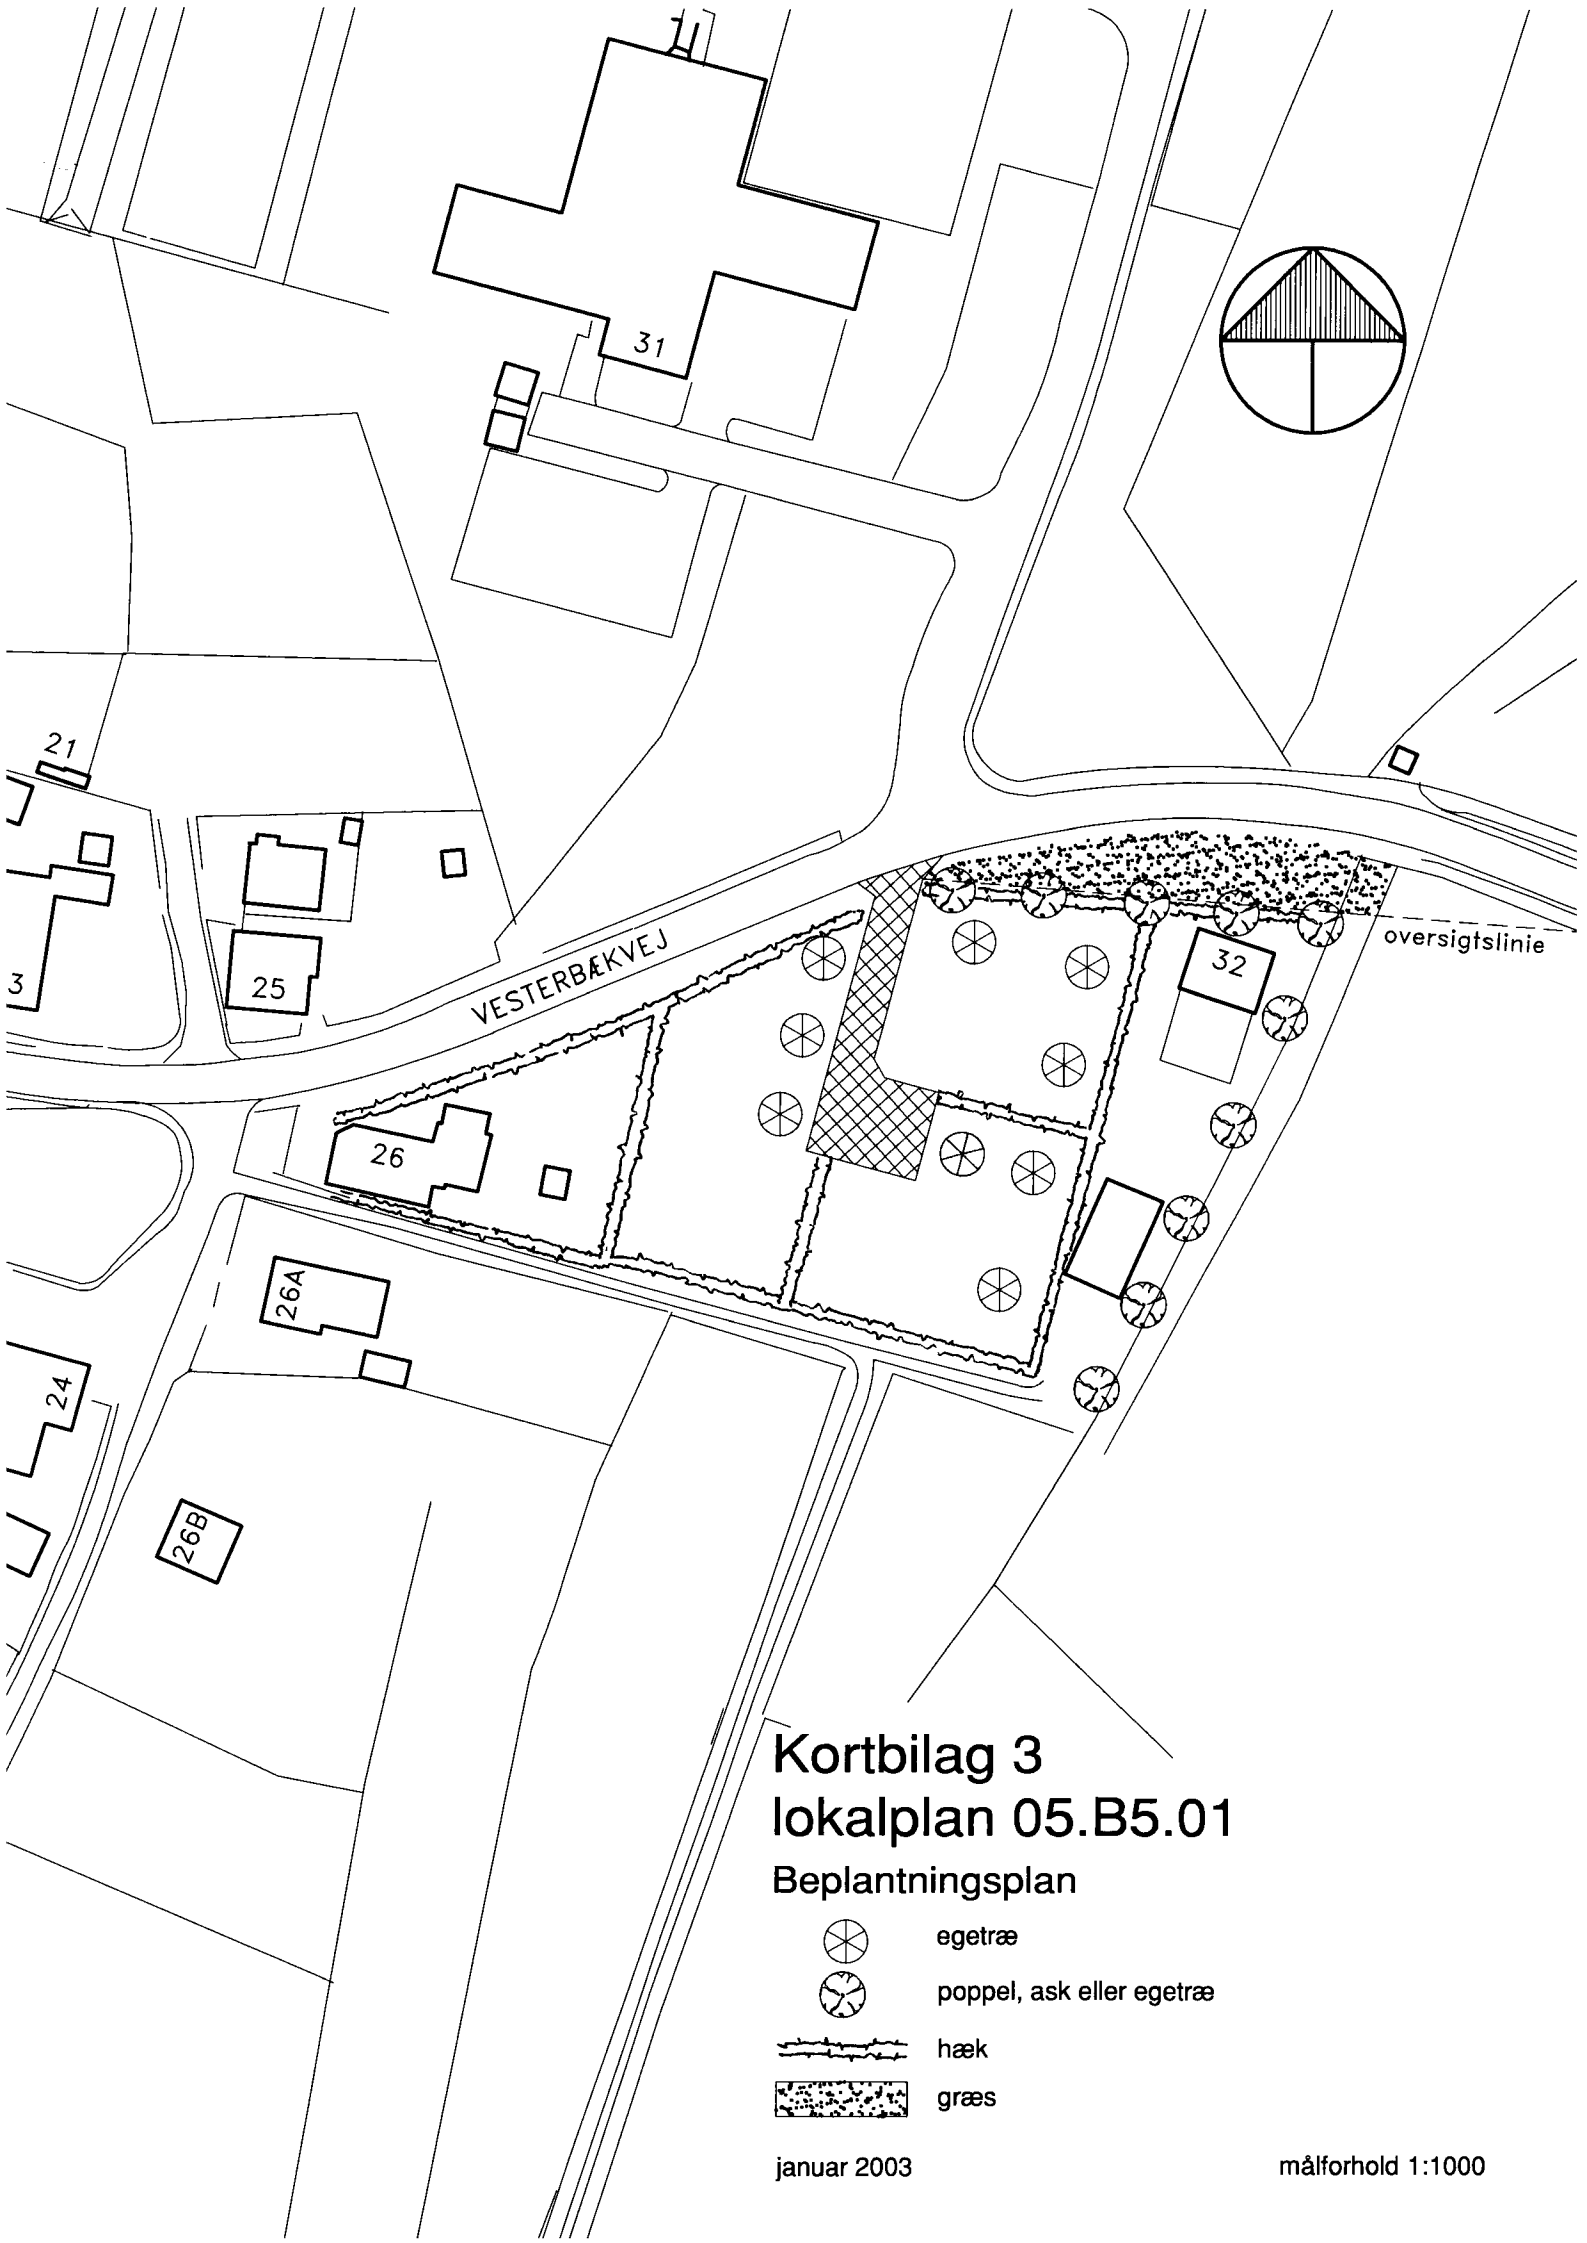 31
21
3
25
VESTERBÆKVEJ
32
oversigtslinie
26
26A
24
26B
Kortbilag 3
lokalplan 05.B5.01
Beplantningsplan
egetræ
poppel, ask eller egetræ
hæk
græs
januar 2003
målforhold 1:1000